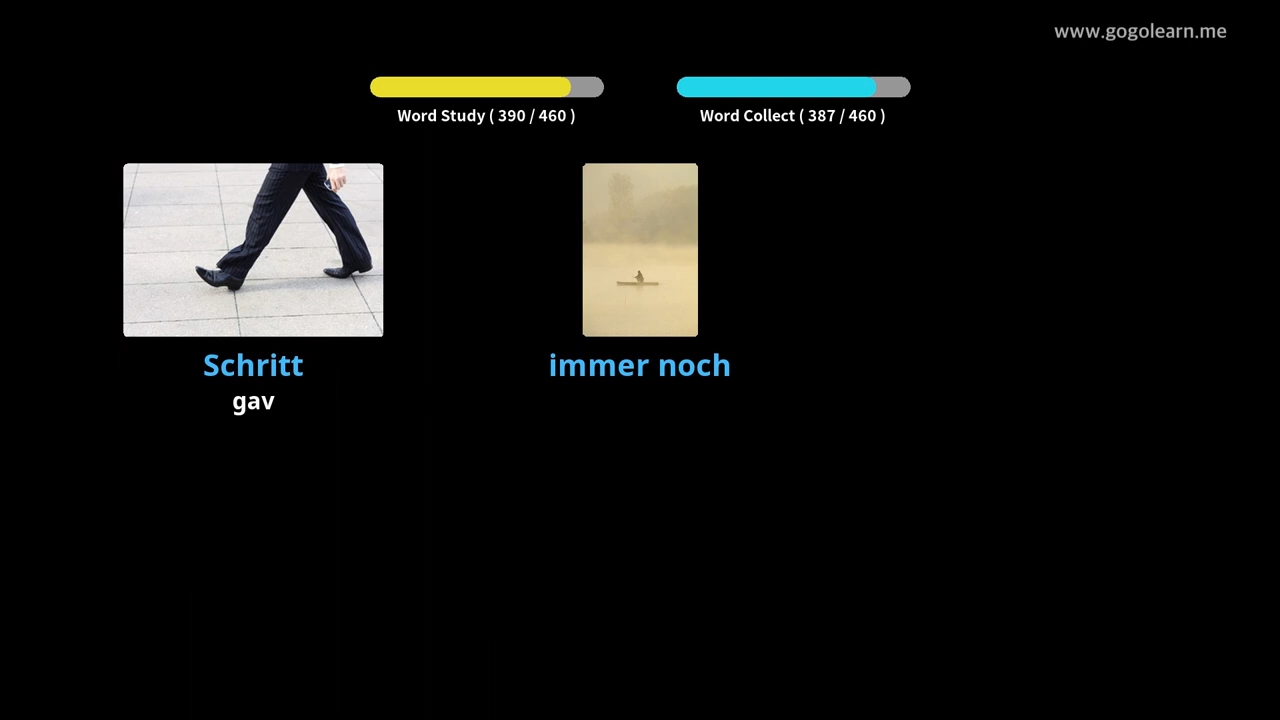 www.gogolearn.me
Word Study ( 390 / 460 )
Word Collect ( 387 / 460 )
Schritt
gav
immer noch